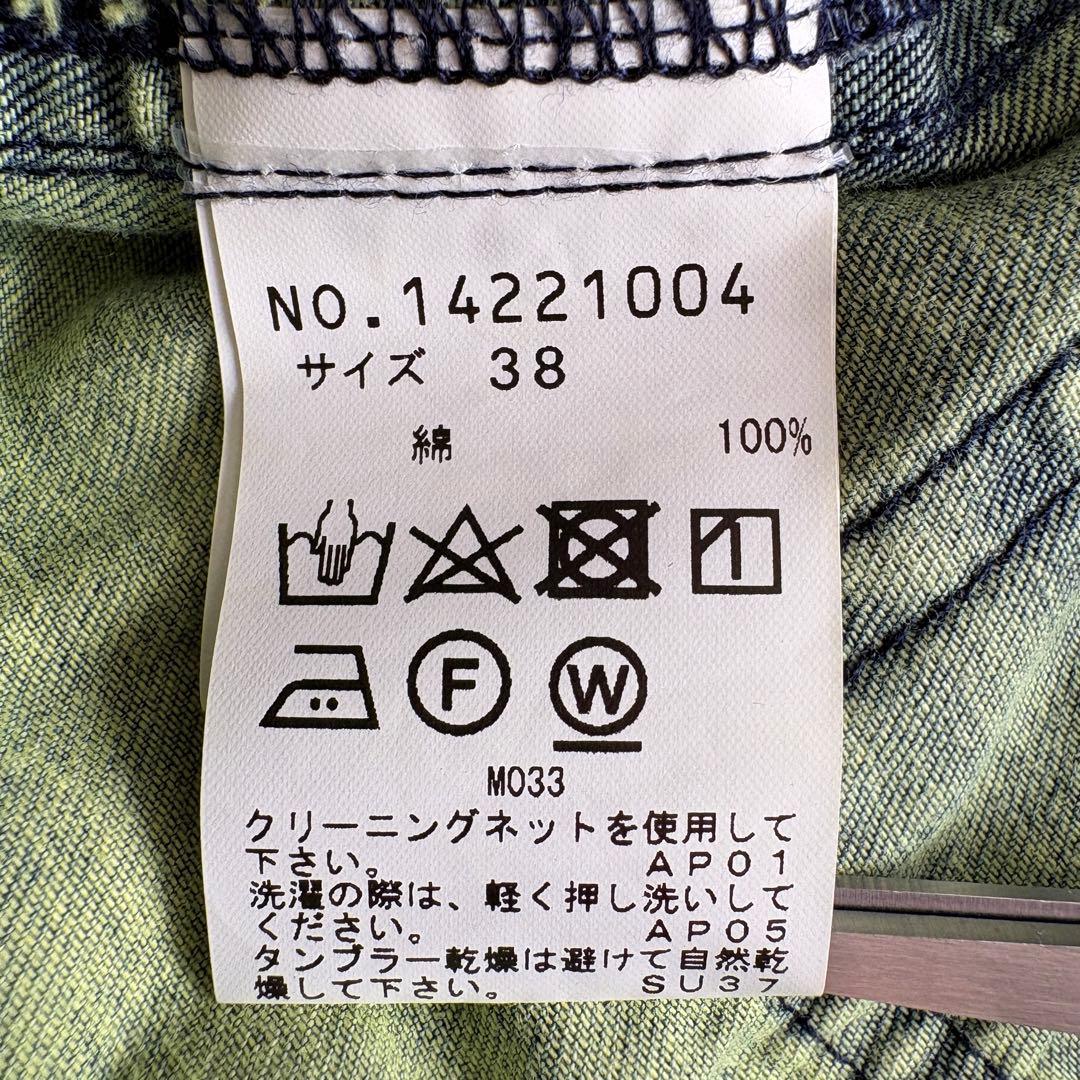 NO.14221004
サイズ 38
綿 100%
1
F W
M033
クリーニングネットを使用して
下さい。 AP01
洗濯の際は、軽く押し洗いして
ください。 AP05
タンブラー乾燥は避けて自然乾
燥して下さい。 SU37